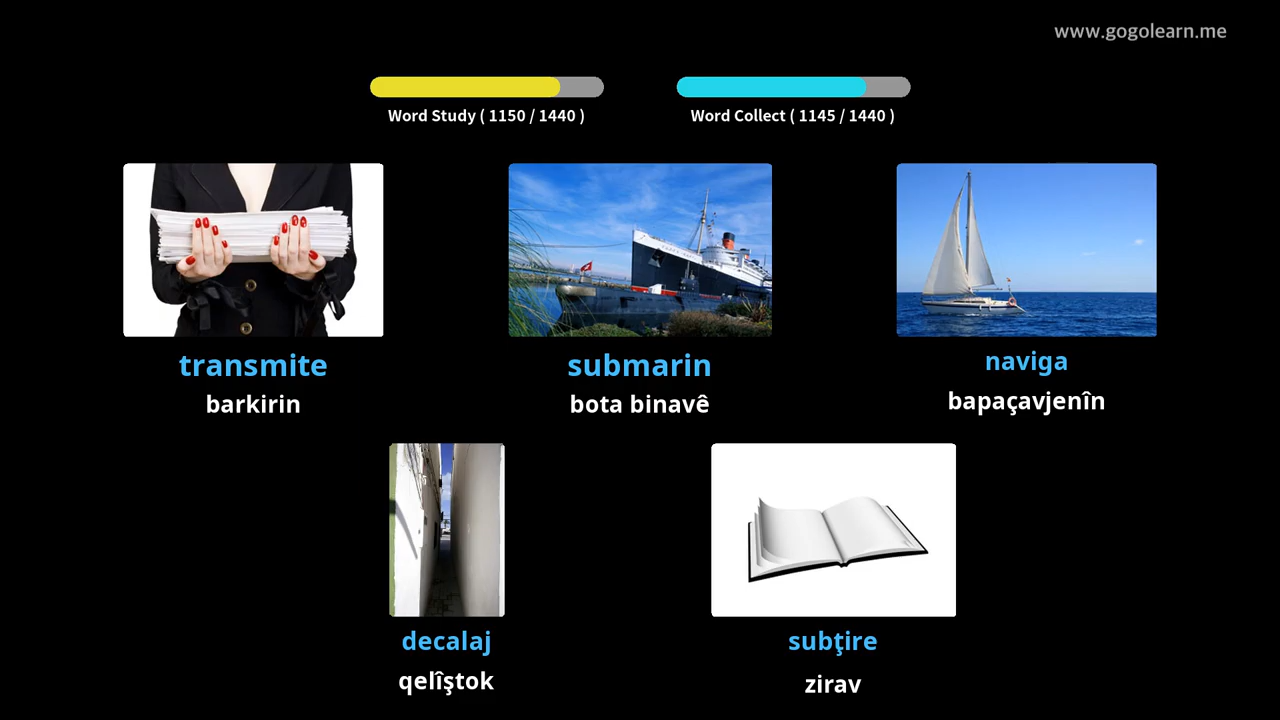 www.gogolearn.me
Word Study ( 1150 / 1440 )
Word Collect ( 1145 / 1440 )
transmite
barkirin
submarin
bota binavê
naviga
bapaçavjenîn
decalaj
qelîştok
subţire
zirav